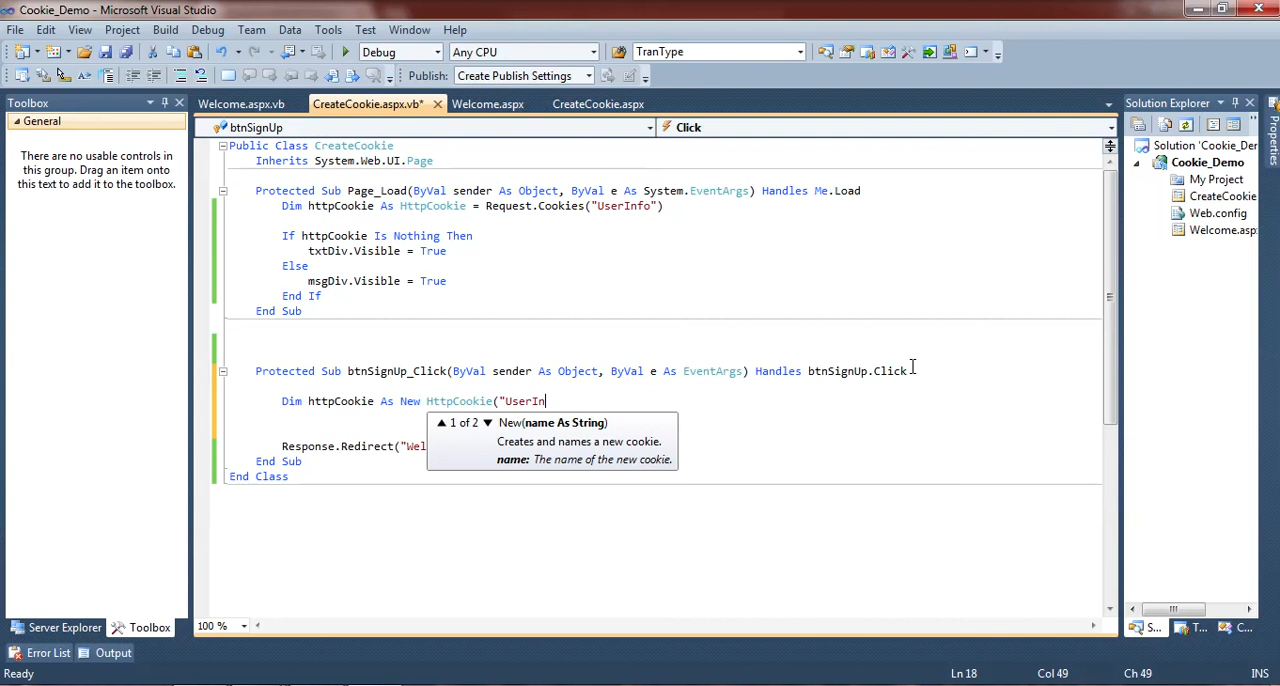 Cookie_Demo - Microsoft Visual Studio
File Edit View Project Build Debug Team Data Tools Test Window Help
Debug Any CPU TranType
Publish: Create Publish Settings
Toolbox
General
There are no usable controls in
this group. Drag an item onto
this text to add it to the toolbox.
Server Explorer Toolbox
Welcome.aspx.vb CreateCookie.aspx.vb* Welcome.aspx CreateCookie.aspx
btnSignUp Click
Public Class CreateCookie
Inherits System.Web.UI.Page
Protected Sub Page_Load(ByVal sender As Object, ByVal e As System.EventArgs) Handles Me.Load
Dim httpCookie As HttpCookie = Request.Cookies("UserInfo")
If httpCookie Is Nothing Then
txtDiv.Visible = True
Else
msgDiv.Visible = True
End If
End Sub
Protected Sub btnSignUp_Click(ByVal sender As Object, ByVal e As EventArgs) Handles btnSignUp.Click
Dim httpCookie As New HttpCookie("UserIn
1 of 2 New(name As String)
Creates and names a new cookie.
name: The name of the new cookie.
Response.Redirect("Wel
End Sub
End Class
100 %
Solution Explorer
Solution 'Cookie_Der
Cookie_Demo
My Project
CreateCookie
Web.config
Welcome.aspx
S... T... C...
Properties
Error List Output
Ready Ln 18 Col 49 Ch 49 INS